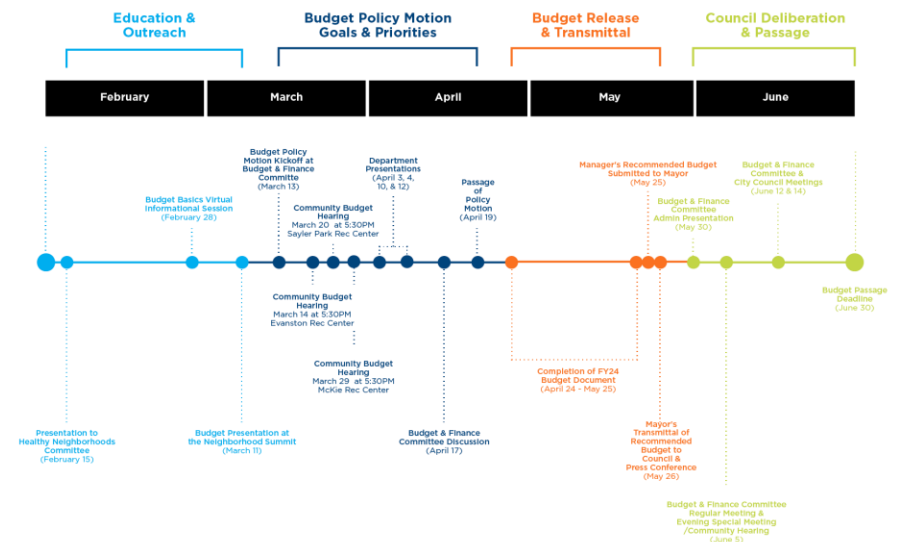 Education &
Outreach
Budget Policy Motion
Goals & Priorities
Budget Release
& Transmittal
Council Deliberation
& Passage
February
March
April
May
June
Budget Policy
Motion Kickoff at
Budget & Finance
Committe
(March 13)
Department
Presentations
(April 3, 4,
10, & 12)
Passage
of
Policy
Motion
(April 19)
Manager's Recommended Budget
Submitted to Mayor
(May 25)
Budget & Finance
Committee &
City Council Meetings
(June 12 & 14)
Budget Basics Virtual
Informational Session
(February 28)
Community Budget
Hearing
March 20 at 5:30PM
Sayler Park Rec Center
Budget & Finance
Committee
Admin Presentation
(May 30)
Community Budget
Hearing
March 14 at 5:30PM
Evanston Rec Center
Budget Passage
Deadline
(June 30)
Community Budget
Hearing
March 29 at 5:30PM
McKie Rec Center
Completion of FY24
Budget Document
(April 24 - May 25)
Presentation to
Healthy Neighborhoods
Committee
(February 15)
Budget Presentation at
the Neighborhood Summit
(March 11)
Budget & Finance
Committee Discussion
(April 17)
Mayor's
Transmittal of
Recommended
Budget to
Council &
Press Conference
(May 26)
Budget & Finance Committee
Regular Meeting &
Evening Special Meeting
/Community Hearing
(June 5)